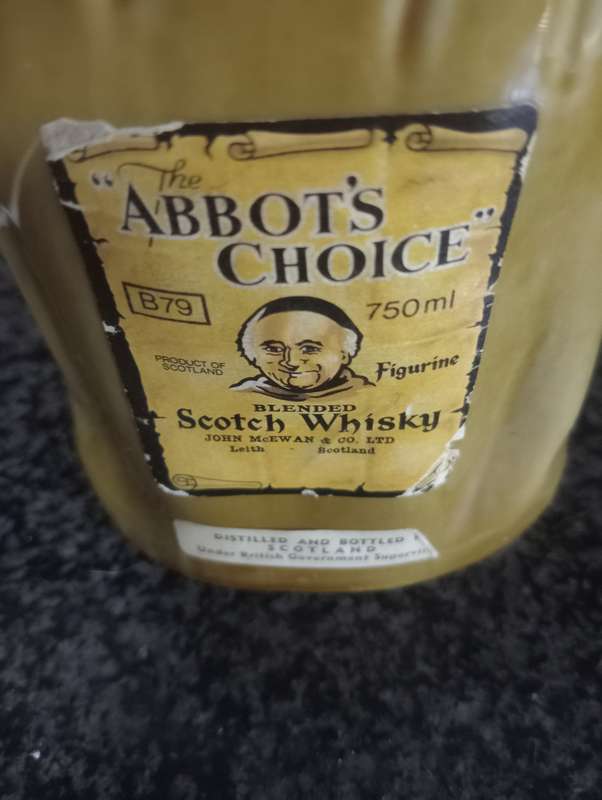 "The
ABBOT'S
CHOICE"
B79
750ml
PRODUCT OF
SCOTLAND
Figurine
BLENDED
Scotch Whisky
JOHN McEWAN & CO. LTD
Leith - Scotland
DISTILLED AND BOTTLED
SCOTLAND
Under British Government